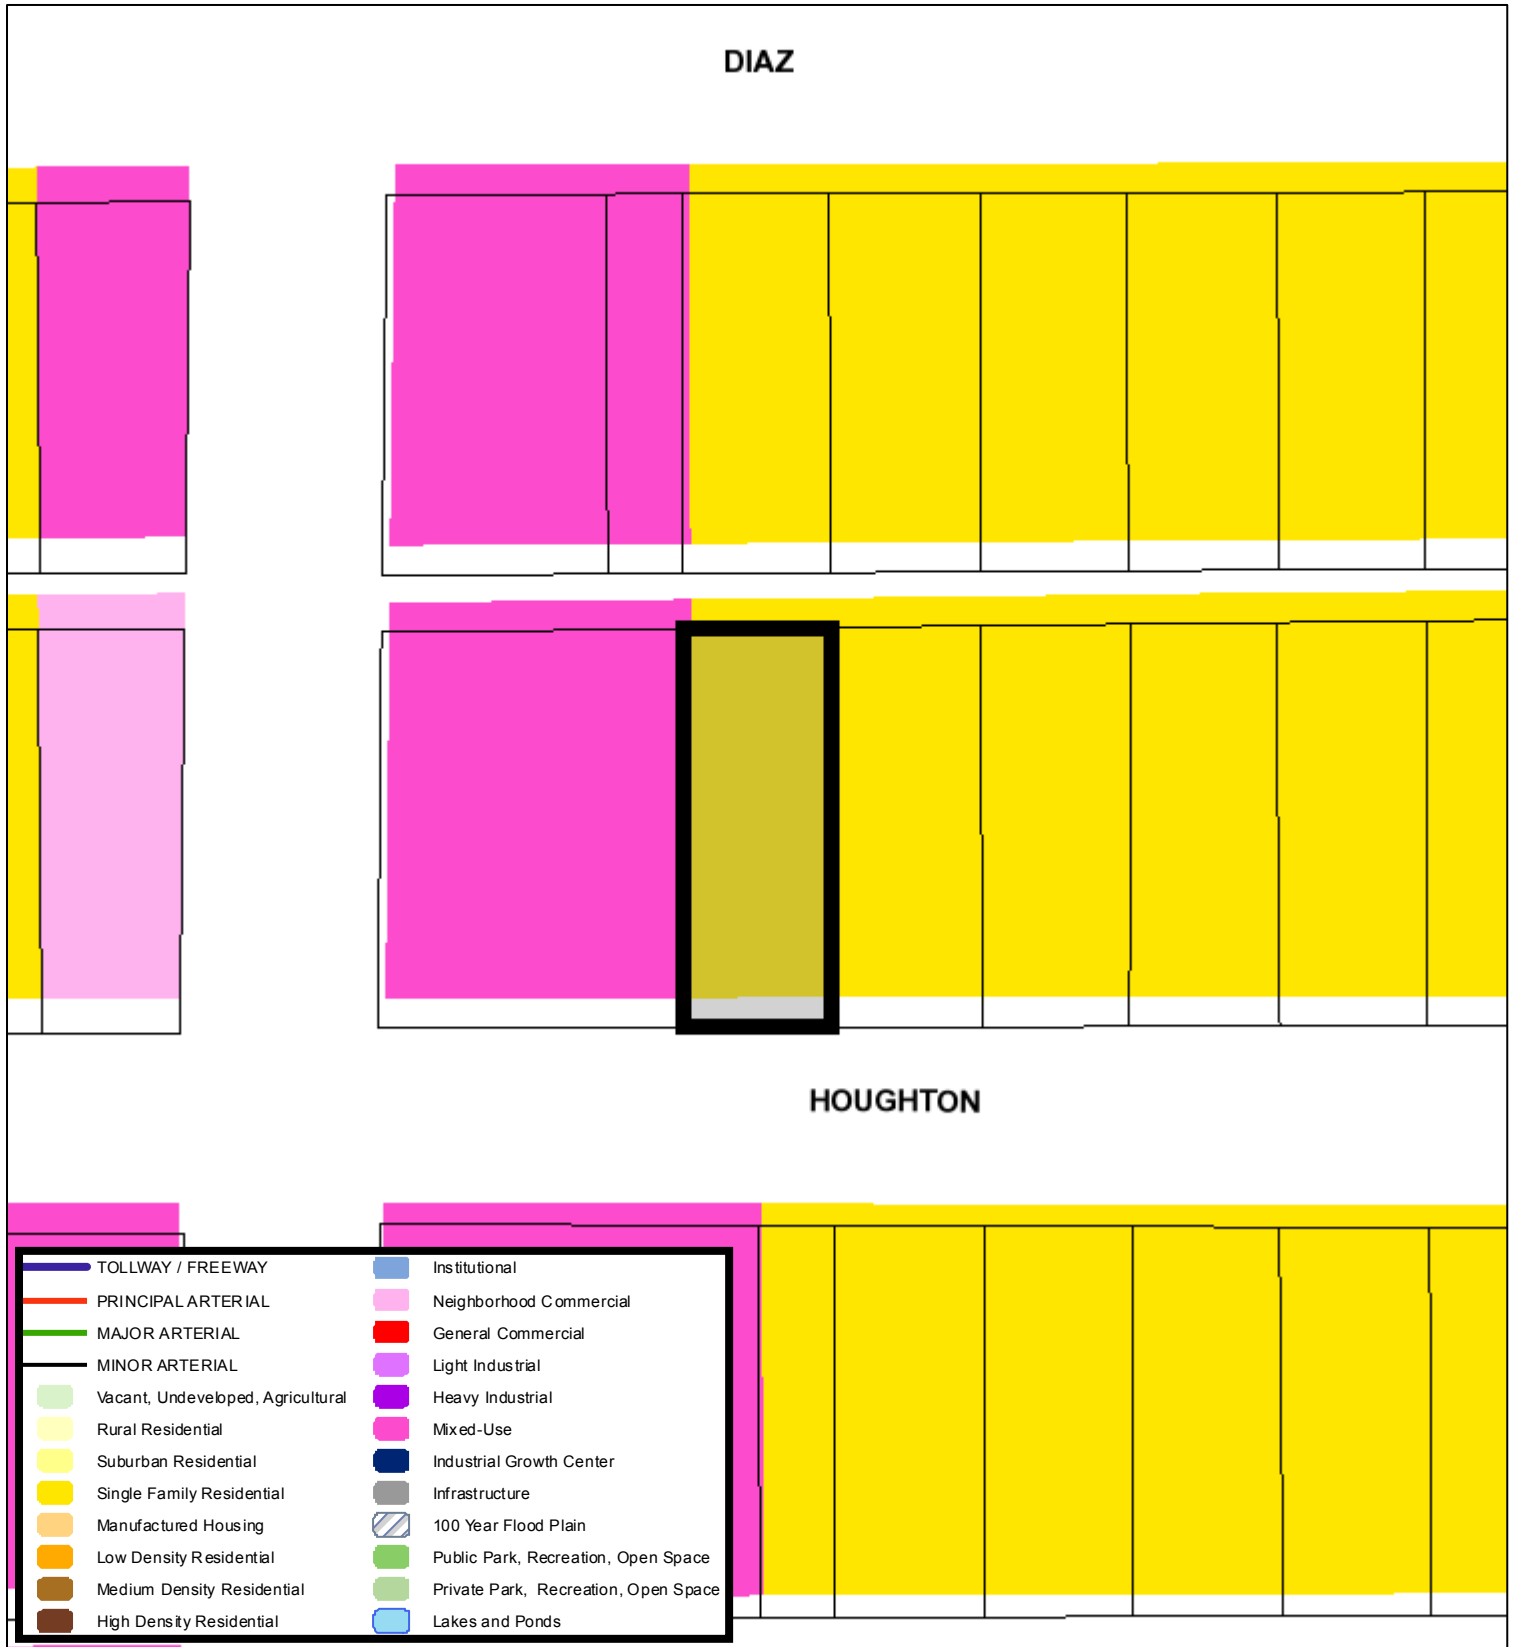 DIAZ
HOUGHTON
TOLLWAY / FREEWAY
PRINCIPAL ARTERIAL
MAJOR ARTERIAL
MINOR ARTERIAL
Vacant, Undeveloped, Agricultural
Rural Residential
Suburban Residential
Single Family Residential
Manufactured Housing
Low Density Residential
Medium Density Residential
High Density Residential
Institutional
Neighborhood Commercial
General Commercial
Light Industrial
Heavy Industrial
Mixed-Use
Industrial Growth Center
Infrastructure
100 Year Flood Plain
Public Park, Recreation, Open Space
Private Park, Recreation, Open Space
Lakes and Ponds